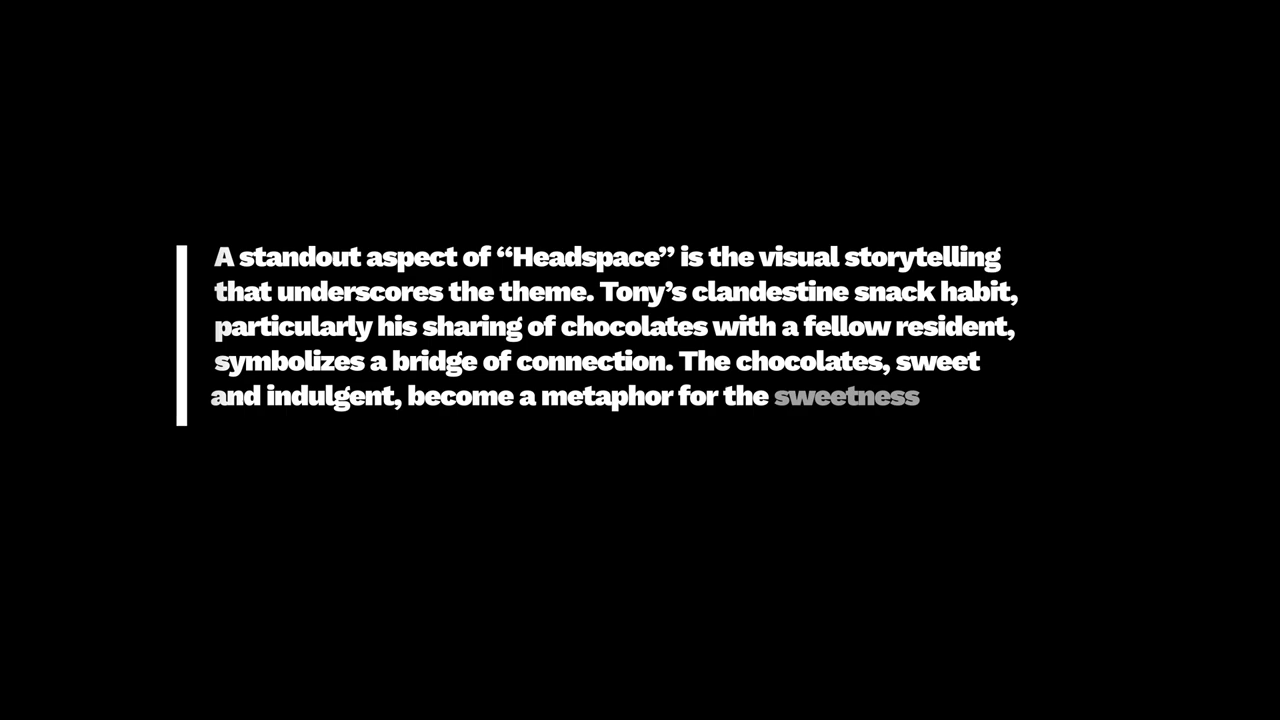 A standout aspect of “Headspace” is the visual storytelling
that underscores the theme. Tony’s clandestine snack habit,
particularly his sharing of chocolates with a fellow resident,
symbolizes a bridge of connection. The chocolates, sweet
and indulgent, become a metaphor for the sweetness